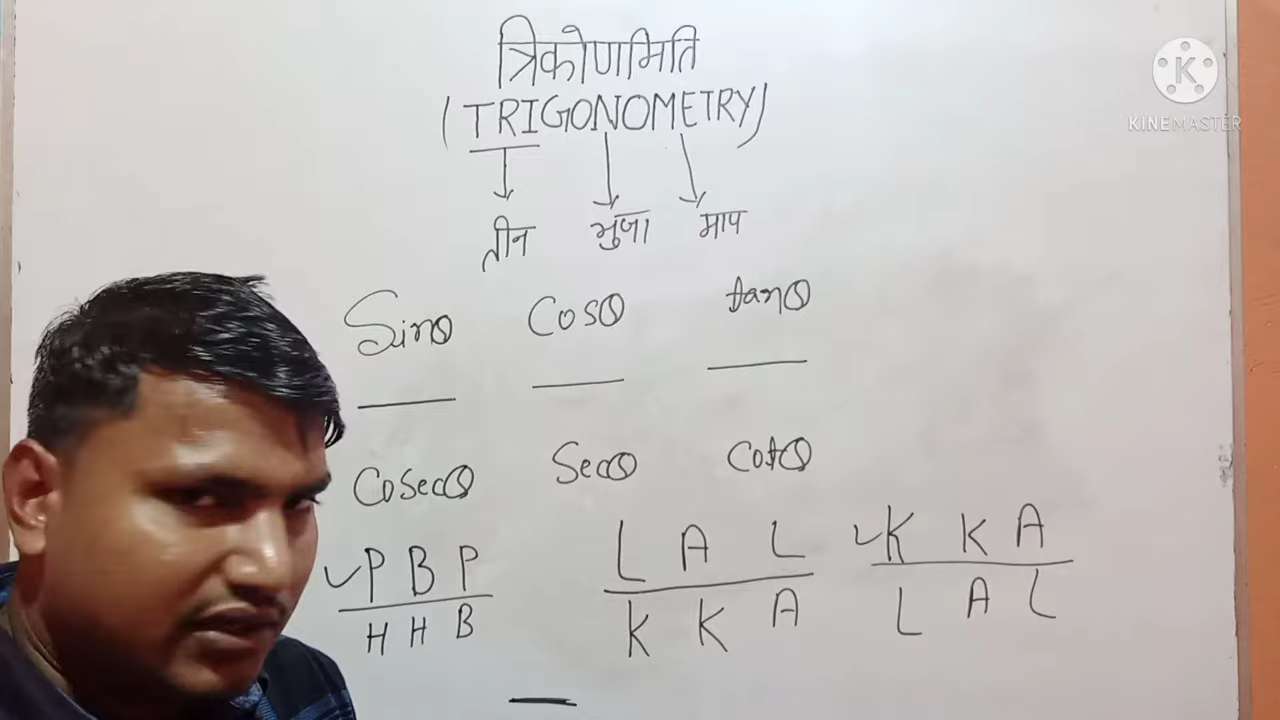 त्रिकोणमिति
(TRIGONOMETRY)
तीन भुजा माप
Sinθ Cosθ tanθ
Cosecθ Secθ Cotθ
P B P
H H B
L A L
K K A
K K A
L A L
K
KINEMASTER